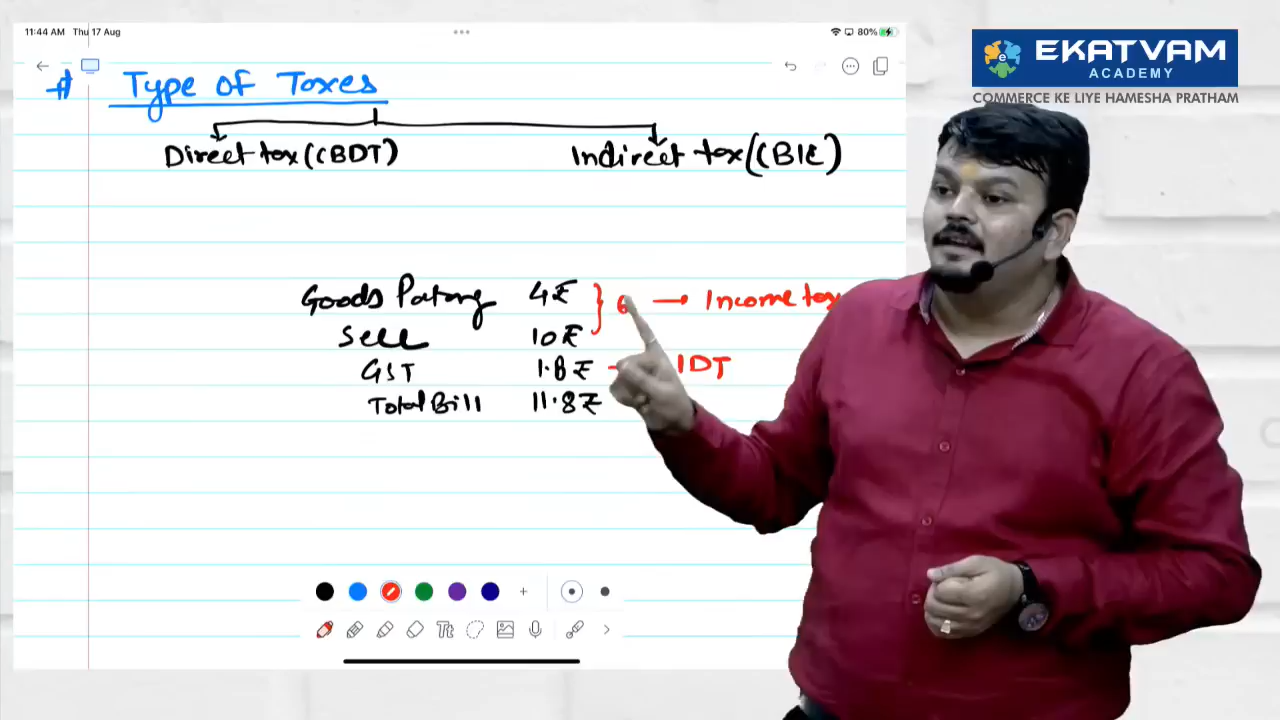 11:44 AM Thu 17 Aug
80%
EKATVAM
ACADEMY
COMMERCE KE LIYE HAMESHA PRATHAM
# Type of Taxes
Direct tax (CBDT)
Indirect tax (CBIC)
Goods Patang 4₹
} 6 → Income tax
Sell 10₹
GST 1.8₹ → IDT
Total Bill 11.8₹
Tt